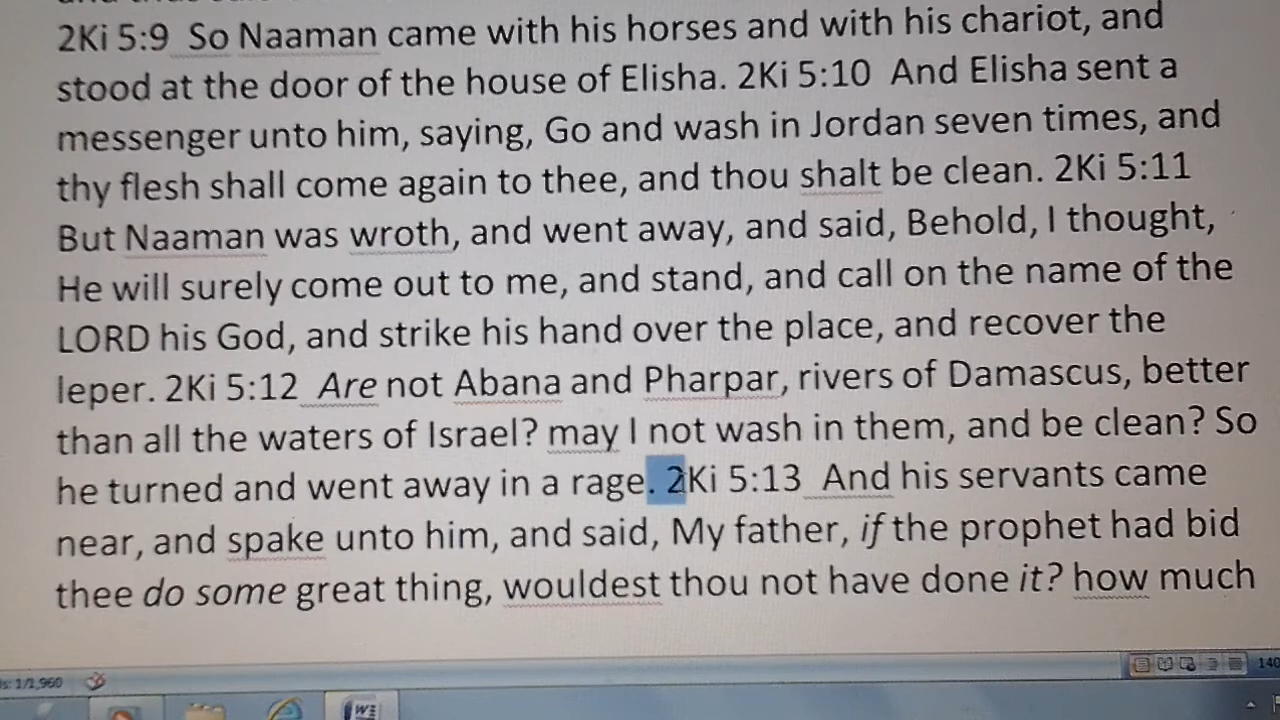 2Ki 5:9  So Naaman came with his horses and with his chariot, and
stood at the door of the house of Elisha. 2Ki 5:10  And Elisha sent a
messenger unto him, saying, Go and wash in Jordan seven times, and
thy flesh shall come again to thee, and thou shalt be clean. 2Ki 5:11
But Naaman was wroth, and went away, and said, Behold, I thought,
He will surely come out to me, and stand, and call on the name of the
LORD his God, and strike his hand over the place, and recover the
leper. 2Ki 5:12  Are not Abana and Pharpar, rivers of Damascus, better
than all the waters of Israel? may I not wash in them, and be clean? So
he turned and went away in a rage. 2Ki 5:13  And his servants came
near, and spake unto him, and said, My father, if the prophet had bid
thee do some great thing, wouldest thou not have done it? how much
1/1,960
140